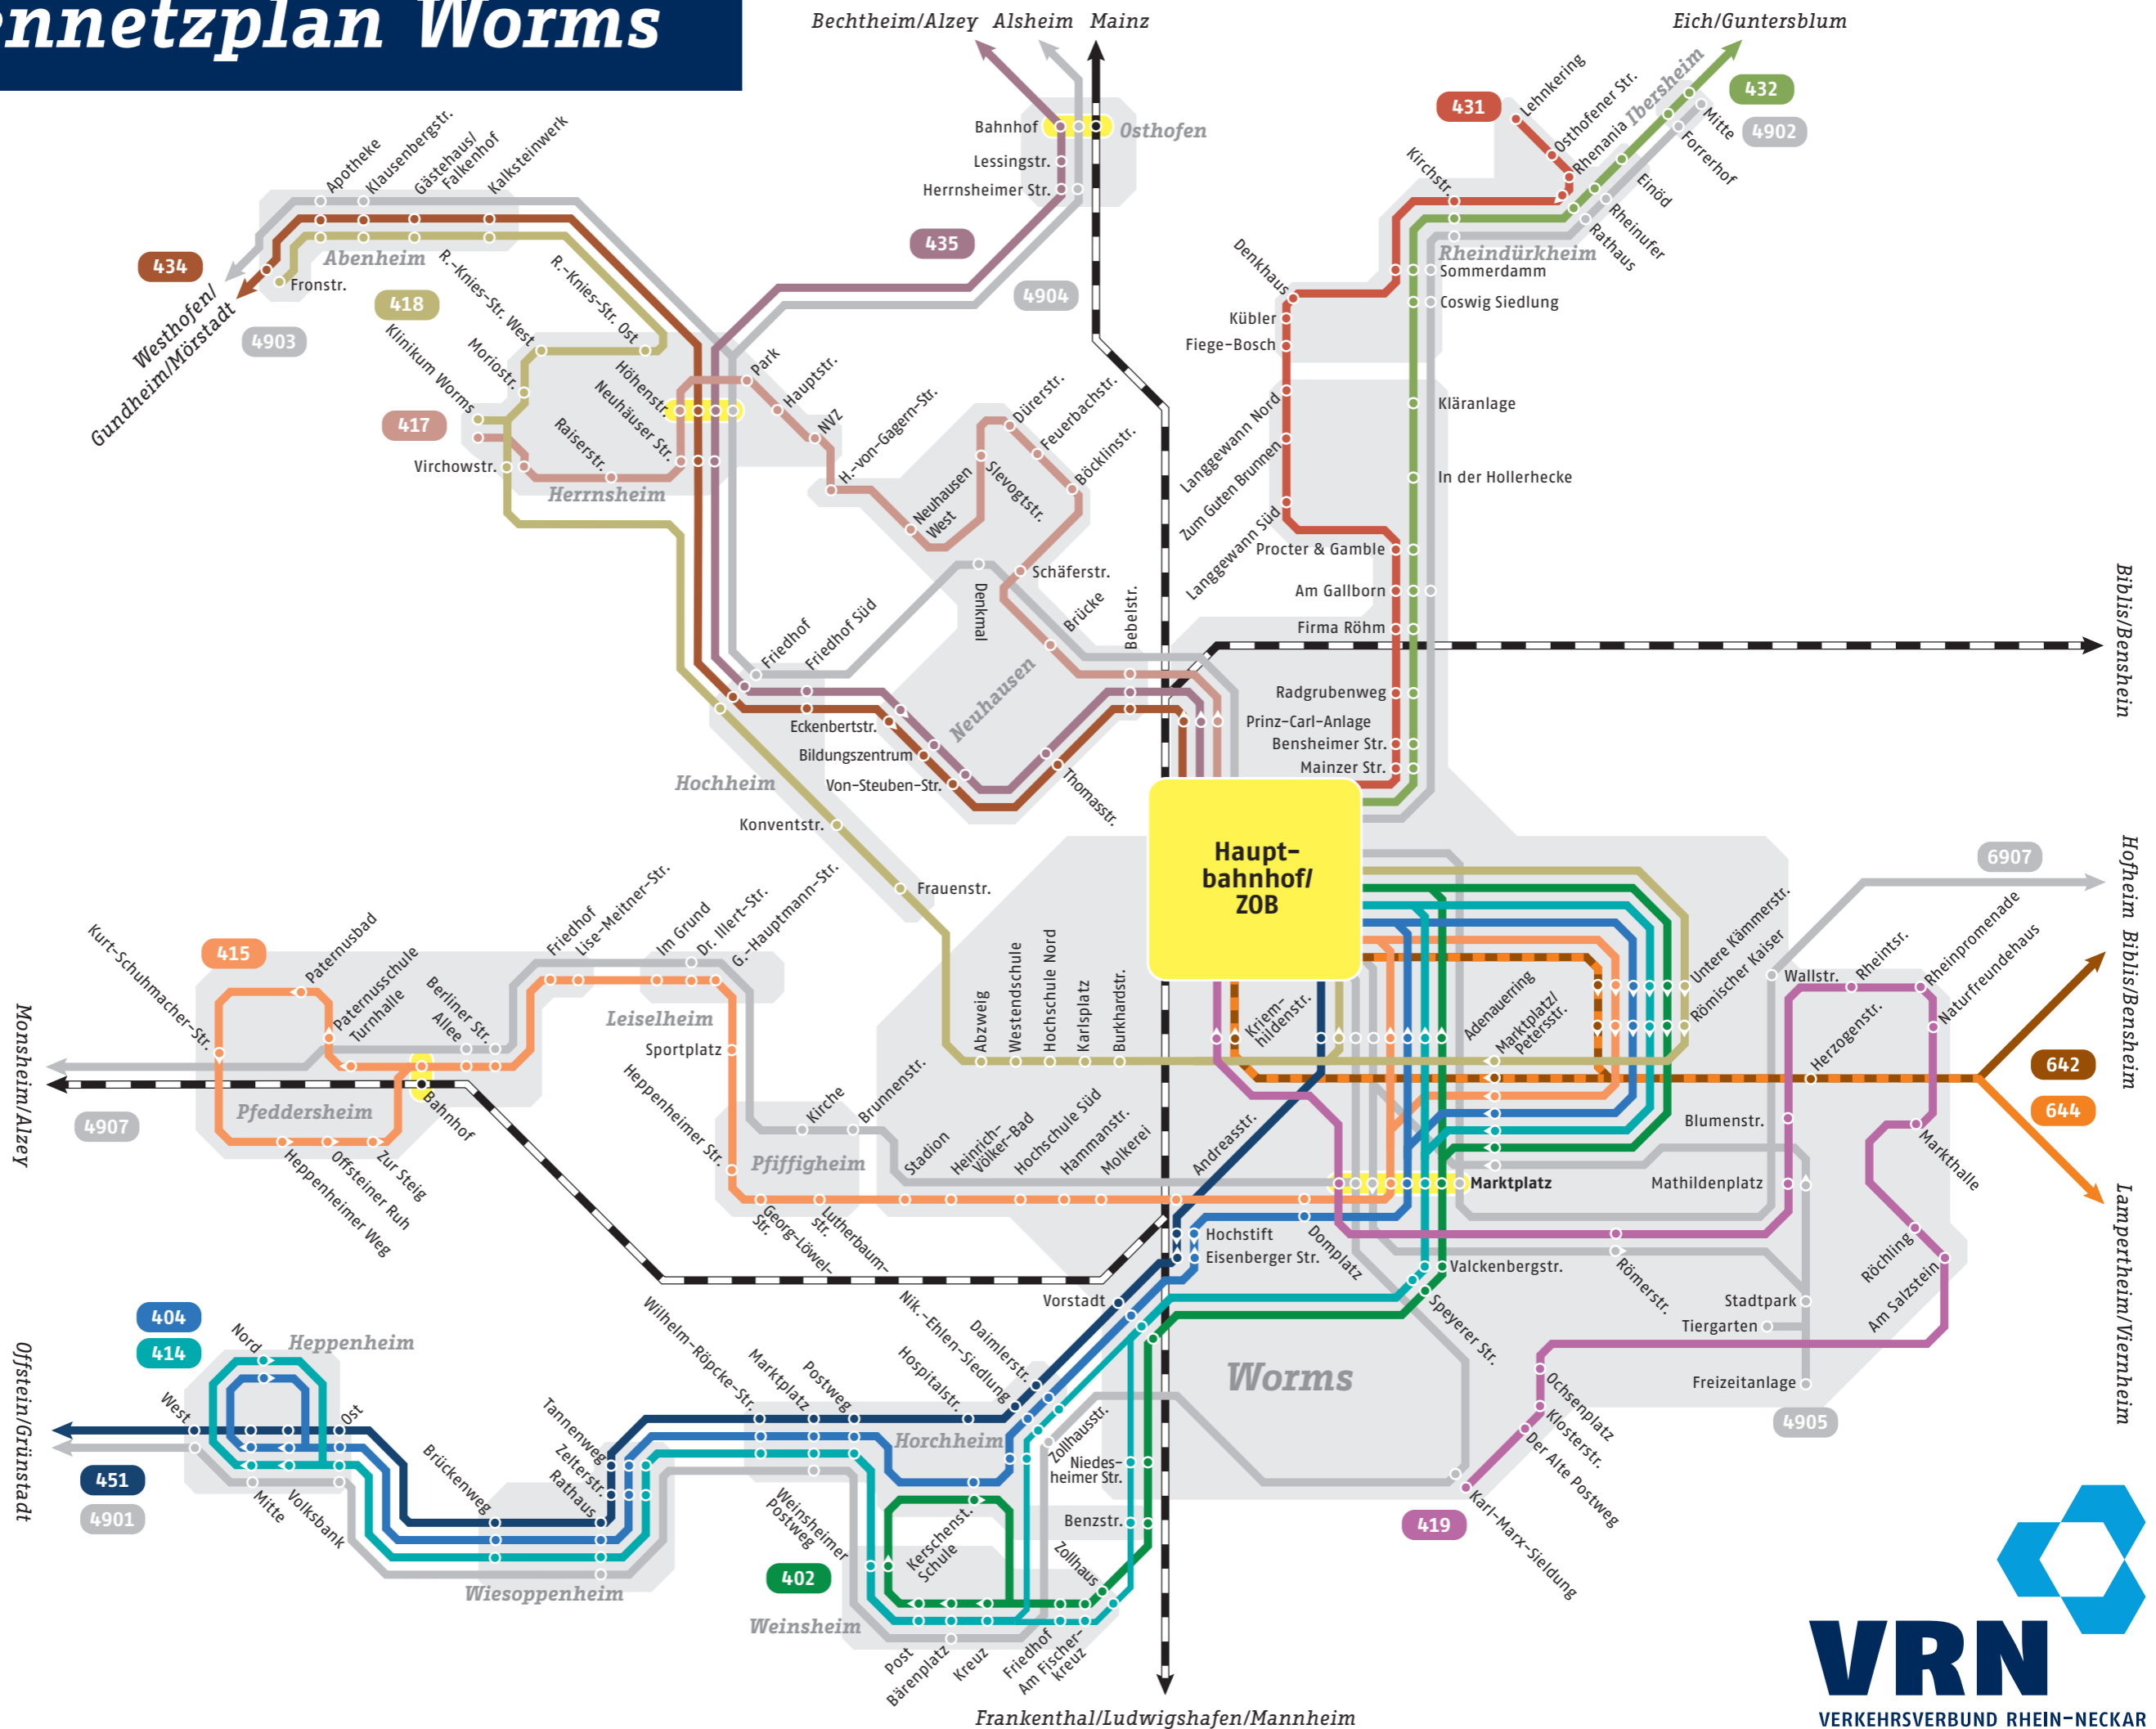 ennetzplan Worms
Bechtheim/Alzey
Alsheim
Mainz
Eich/Guntersblum
Bahnhof
Osthofen
Lessingstr.
Herrnsheimer Str.
435
4904
431
Lehnkering
Osthofener Str.
Rhenania
Ibersheim
432
4902
Mitte
Forrerhof
Einöd
Rheinufer
Rathaus
Kirchstr.
Rheindürkheim
Sommerdamm
Coswig Siedlung
Denkhaus
Kübler
Fiege-Bosch
Langgewann Nord
Zum Guten Brunnen
Langgewann Süd
Kläranlage
In der Hollerhecke
Procter & Gamble
Am Gallborn
Firma Röhm
Radgrubenweg
Prinz-Carl-Anlage
Bensheimer Str.
Mainzer Str.
Biblis/Bensheim
Apotheke
Klausenbergstr.
Gästehaus/
Falkenhof
Kalksteinwerk
Abenheim
434
Fronstr.
418
4903
Westhofen/
Gundheim/Mörstadt
R.-Knies-Str. West
R.-Knies-Str. Ost
Klinikum Worms
Moriostr.
417
Virchowstr.
Raiserstr.
Höhenstr.
Neuhäuser Str.
Herrnsheim
Park
Hauptstr.
NVZ
H.-von-Gagern-Str.
Neuhausen
West
Slevogtstr.
Dürerstr.
Feuerbachstr.
Böcklinstr.
Schäferstr.
Denkmal
Brücke
Bebelstr.
Friedhof
Friedhof Süd
Neuhausen
Eckenbertstr.
Bildungszentrum
Von-Steuben-Str.
Thomasstr.
Hochheim
Konventstr.
Frauenstr.
Haupt-
bahnhof/
ZOB
6907
Hofheim
Biblis/Bensheim
642
644
Lampertheim/Viernheim
Untere Kämmerstr.
Römischer Kaiser
Adenauerring
Marktplatz/
Petersstr.
Kriem-
hildenstr.
Wallstr.
Rheintsr.
Rheinpromenade
Naturfreundehaus
Herzogenstr.
Blumenstr.
Markthalle
Mathildenplatz
Röchling
Am Salzstein
Stadtpark
Tiergarten
Freizeitanlage
4905
Römerstr.
Marktplatz
Valckenbergstr.
Speyerer Str.
Domplatz
Ochsenplatz
Klosterstr.
Der Alte Postweg
Karl-Marx-Sieldung
419
Worms
Abzweig
Westendschule
Hochschule Nord
Karlsplatz
Burkhardstr.
415
Kurt-Schuhmacher-Str.
Paternusbad
Paternusschule
Turnhalle
Berliner Str.
Allee
Friedhof
Lise-Meitner-Str.
Im Grund
Dr. Illert-Str.
G.-Hauptmann-Str.
Leiselheim
Sportplatz
Heppenheimer Str.
Monsheim/Alzey
4907
Pfeddersheim
Bahnhof
Heppenheimer Weg
Offsteiner Ruh
Zur Steig
Kirche
Brunnenstr.
Pfiffigheim
Georg-Löwel-
Str.
Lutherbaum-
str.
Stadion
Heinrich-
Völker-Bad
Hochschule Süd
Hammanstr.
Molkerei
Andreasstr.
Hochstift
Eisenberger Str.
Vorstadt
404
414
Heppenheim
Nord
West
Ost
Offstein/Grünstadt
451
4901
Mitte
Volksbank
Brückenweg
Tannenweg
Zelterstr.
Rathaus
Wiesoppenheim
Wilhelm-Röpcke-Str.
Marktplatz
Postweg
Hospitalstr.
Nik.-Ehlen-Siedlung
Daimlerstr.
Horchheim
Zollhausstr.
Niedes-
heimer Str.
Benzstr.
Zollhaus
Weinsheimer
Postweg
Kerschenst.
Schule
402
Weinsheim
Post
Bärenplatz
Kreuz
Friedhof
Am Fischer-
kreuz
Frankenthal/Ludwigshafen/Mannheim
VRN
VERKEHRSVERBUND RHEIN-NECKAR